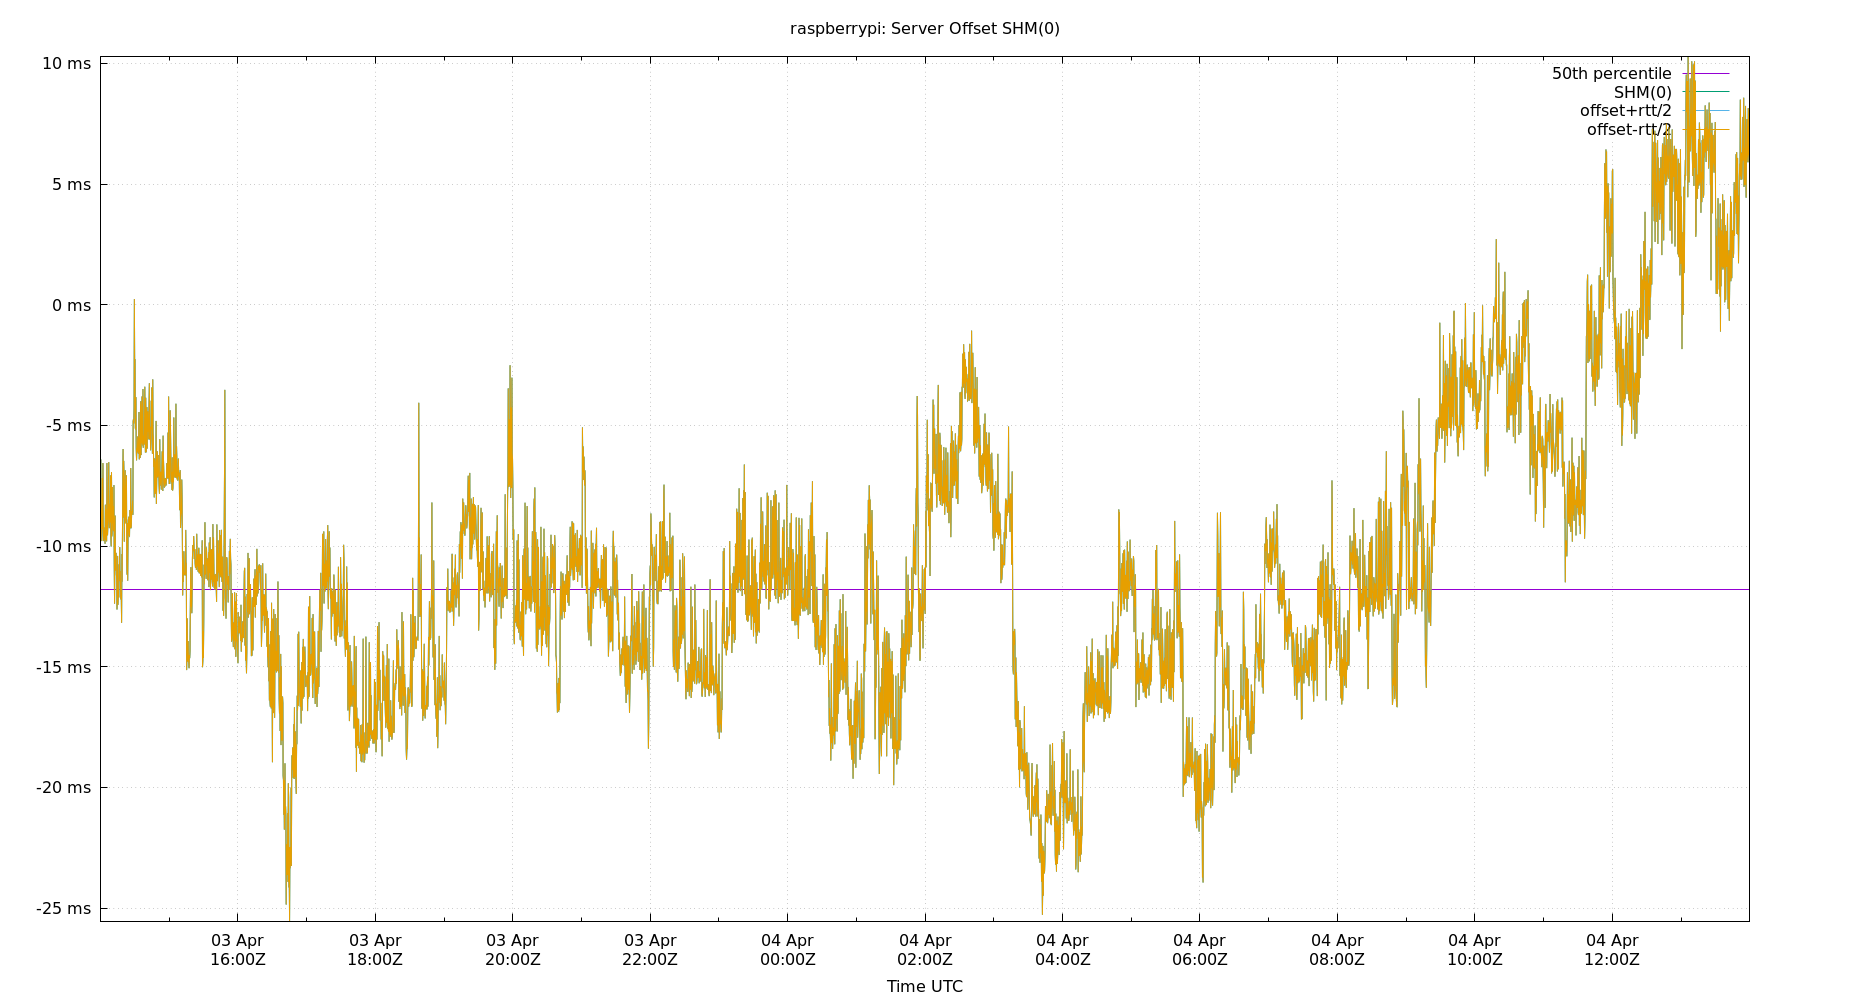 raspberrypi: Server Offset SHM(0)
10 ms
5 ms
0 ms
-5 ms
-10 ms
-15 ms
-20 ms
-25 ms
50th percentile
SHM(0)
offset+rtt/2
offset-rtt/2
03 Apr 03 Apr 03 Apr 03 Apr 04 Apr 04 Apr 04 Apr 04 Apr 04 Apr 04 Apr 04 Apr
16:00Z 18:00Z 20:00Z 22:00Z 00:00Z 02:00Z 04:00Z 06:00Z 08:00Z 10:00Z 12:00Z
Time UTC